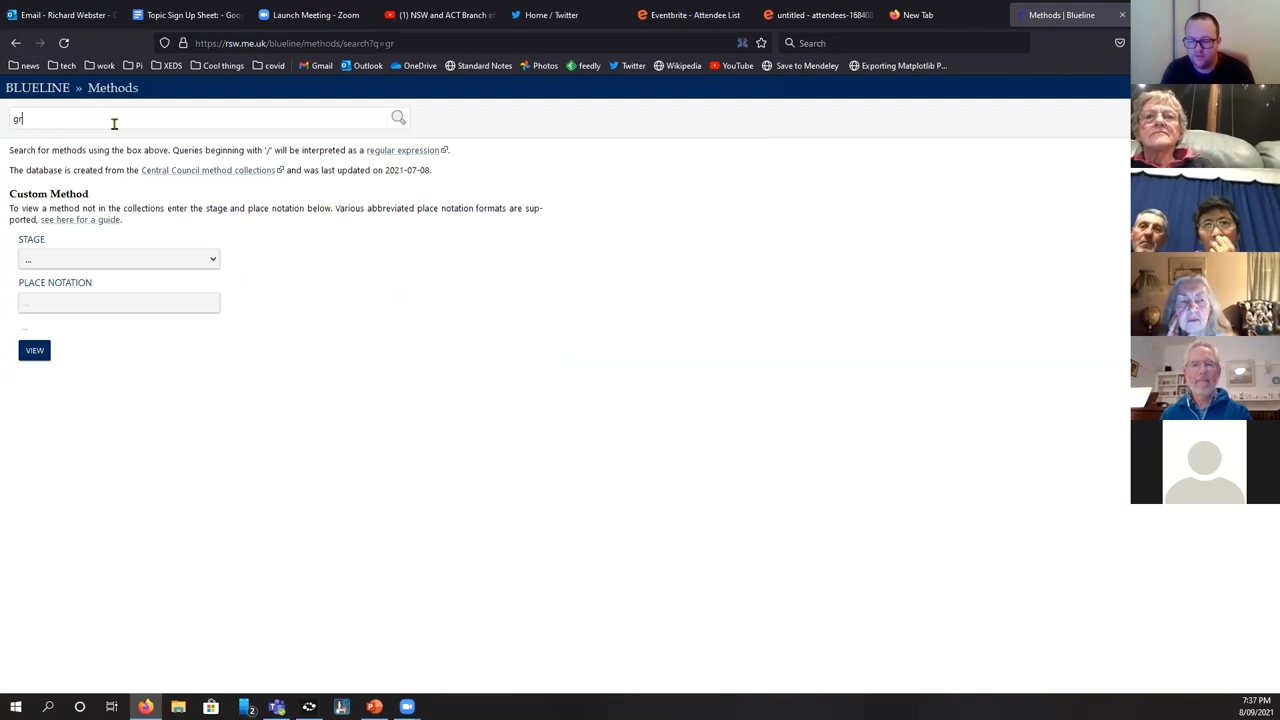 Email - Richard Webster - O
Topic Sign Up Sheet: - Goo
Launch Meeting - Zoom
(1) NSW and ACT Branch of
Home / Twitter
Eventbrite - Attendee List
untitled - attendees-168403
New Tab
Methods | Blueline
https://rsw.me.uk/blueline/methods/search?q=gr
Search
news
tech
work
Pi
XEDS
Cool things
covid
Gmail
Outlook
OneDrive
Standard Notes
Photos
feedly
Twitter
Wikipedia
YouTube
Save to Mendeley
Exporting Matplotlib P...
BLUELINE » Methods
gr
Search for methods using the box above. Queries beginning with '/' will be interpreted as a regular expression.
The database is created from the Central Council method collections and was last updated on 2021-07-08.
Custom Method
To view a method not in the collections enter the stage and place notation below. Various abbreviated place notation formats are sup-
ported, see here for a guide.
STAGE
...
PLACE NOTATION
...
...
VIEW
2
7:37 PM
8/09/2021